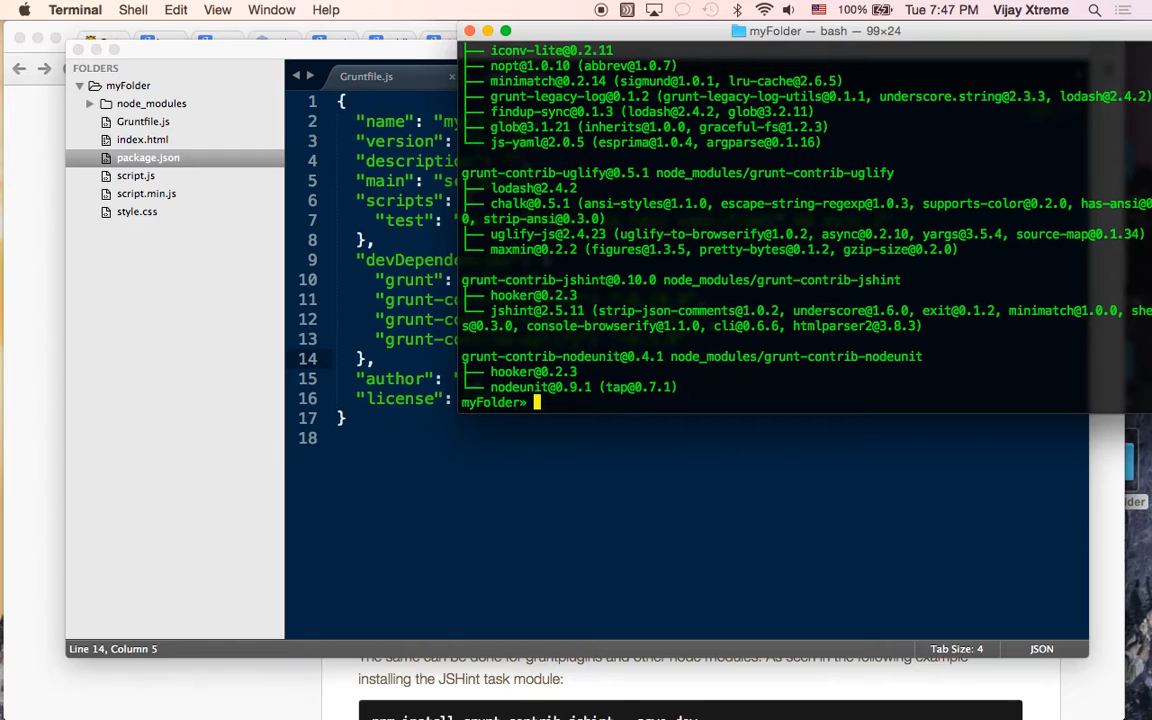 Terminal Shell Edit View Window Help 100% Tue 7:47 PM Vijay Xtreme
myFolder — bash — 99×24
FOLDERS
myFolder
node_modules
Gruntfile.js
index.html
package.json
script.js
script.min.js
style.css
Gruntfile.js ×
1 {
2 "name": "my
3 "version":
4 "descriptio
5 "main": "sc
6 "scripts":
7 "test": "
8 },
9 "devDepende
10 "grunt":
11 "grunt-co
12 "grunt-co
13 "grunt-co
14 },
15 "author": "
16 "license":
17 }
18
├── iconv-lite@0.2.11
├── nopt@1.0.10 (abbrev@1.0.7)
├── minimatch@0.2.14 (sigmund@1.0.1, lru-cache@2.6.5)
├── grunt-legacy-log@0.1.2 (grunt-legacy-log-utils@0.1.1, underscore.string@2.3.3, lodash@2.4.2)
├── findup-sync@0.1.3 (lodash@2.4.2, glob@3.2.11)
├── glob@3.1.21 (inherits@1.0.0, graceful-fs@1.2.3)
└── js-yaml@2.0.5 (esprima@1.0.4, argparse@0.1.16)
grunt-contrib-uglify@0.5.1 node_modules/grunt-contrib-uglify
├── lodash@2.4.2
├── chalk@0.5.1 (ansi-styles@1.1.0, escape-string-regexp@1.0.3, supports-color@0.2.0, has-ansi@0
0, strip-ansi@0.3.0)
├── uglify-js@2.4.23 (uglify-to-browserify@1.0.2, async@0.2.10, yargs@3.5.4, source-map@0.1.34)
└── maxmin@0.2.2 (figures@1.3.5, pretty-bytes@0.1.2, gzip-size@0.2.0)
grunt-contrib-jshint@0.10.0 node_modules/grunt-contrib-jshint
├── hooker@0.2.3
└── jshint@2.5.11 (strip-json-comments@1.0.2, underscore@1.6.0, exit@0.1.2, minimatch@1.0.0, she
s@0.3.0, console-browserify@1.1.0, cli@0.6.6, htmlparser2@3.8.3)
grunt-contrib-nodeunit@0.4.1 node_modules/grunt-contrib-nodeunit
├── hooker@0.2.3
└── nodeunit@0.9.1 (tap@0.7.1)
myFolder»
der
Line 14, Column 5 Tab Size: 4 JSON
The same can be done for gruntplugins and other node modules. As seen in the following example
installing the JSHint task module:
npm install grunt-contrib-jshint --save-dev